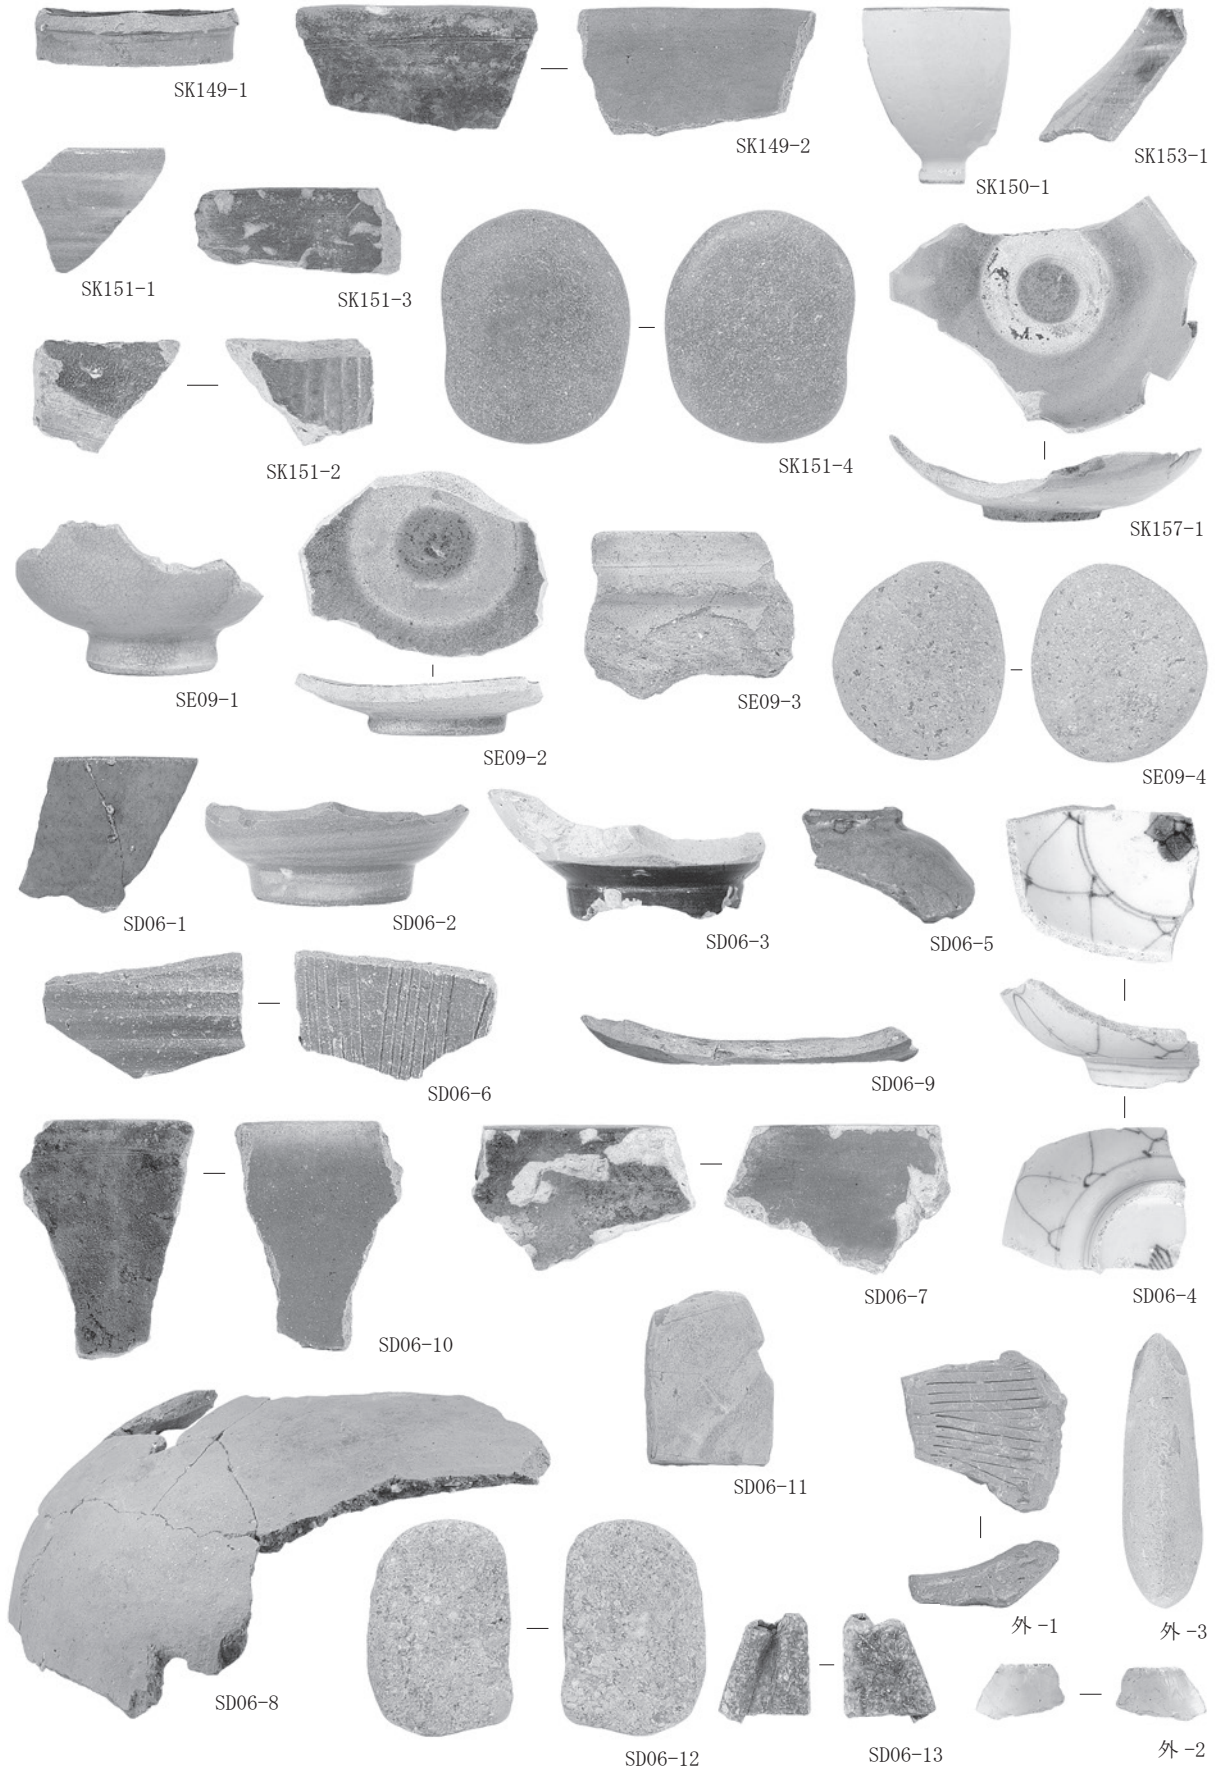 SK149-1
SK149-2
SK150-1
SK153-1
SK151-1
SK151-3
SK151-2
SK151-4
SK157-1
SE09-1
SE09-2
SE09-3
SE09-4
SD06-1
SD06-2
SD06-3
SD06-5
SD06-6
SD06-9
SD06-4
SD06-10
SD06-7
SD06-11
SD06-8
SD06-12
SD06-13
外-1
外-3
外-2